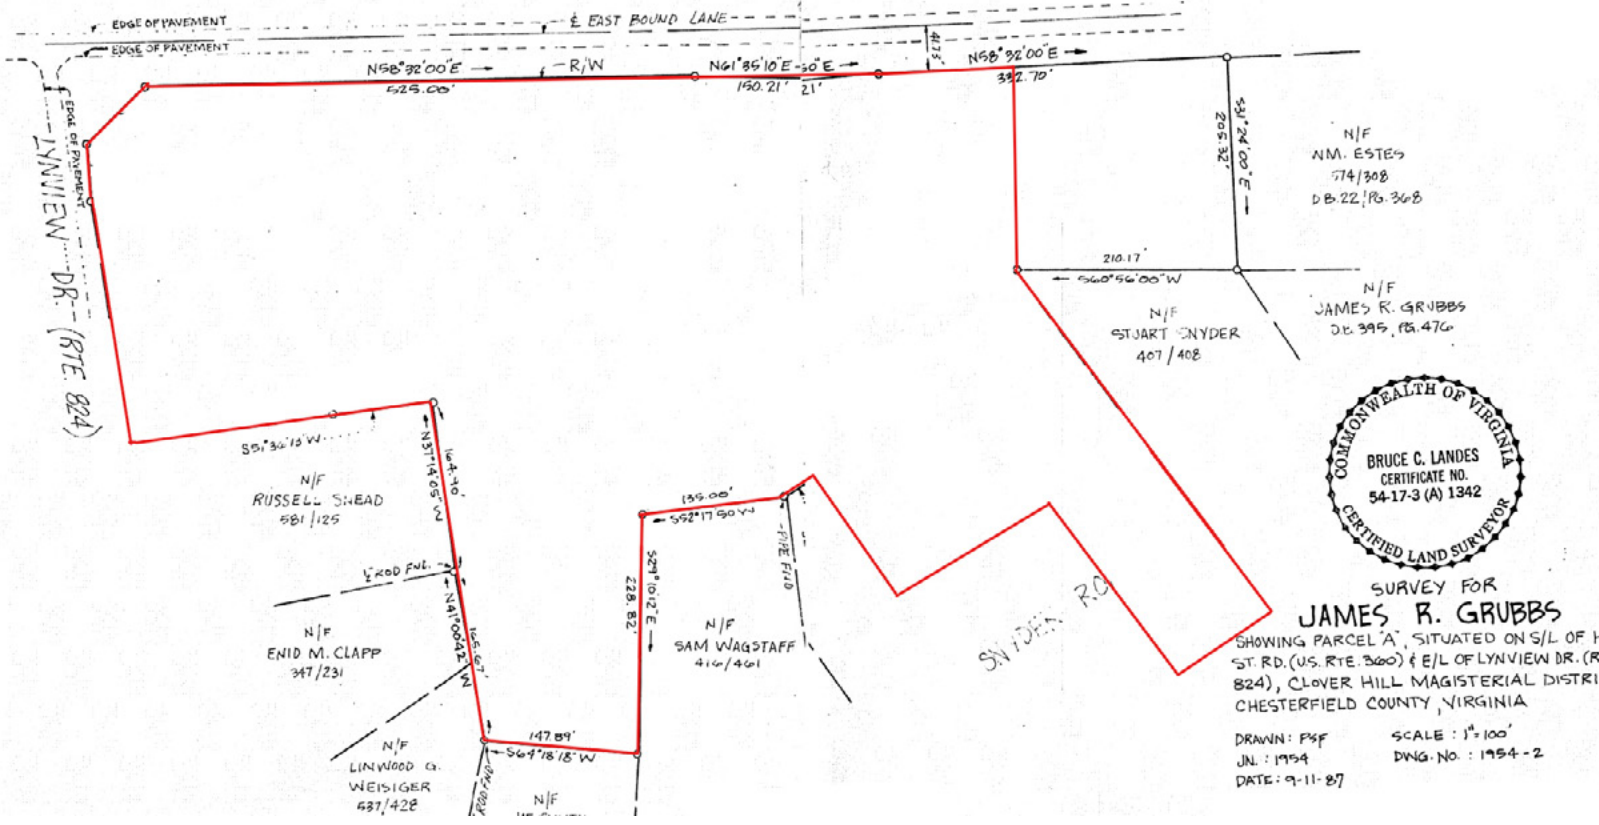 EDGE OF PAVEMENT
EDGE OF PAVEMENT
℄ EAST BOUND LANE
N58°32'00"E
R/W
525.00'
N61°35'10"E
150.21'
21'
41.73'
N58°32'00"E
332.70'
EDGE OF PAVEMENT
LYNVIEW DR. (RTE. 824)
S31°24'00"E
205.32'
N/F
WM. ESTES
574/308
D.B. 22, PG. 368
210.17'
S60°56'00"W
N/F
STUART SNYDER
407/408
N/F
JAMES R. GRUBBS
D.B. 395, PG. 476
S51°36'13"W
N/F
RUSSELL SNEAD
581/125
N37°14'05"W
164.90'
ROD FND.
N/F
ENID M. CLAPP
347/231
N41°00'42"W
165.67'
N/F
LINWOOD G.
WEISIGER
537/428
ROD FND
147.89'
S64°18'18"W
N/F
135.00'
S52°17'50"W
S29°10'12"E
228.82'
PIPE FND
N/F
SAM WAGSTAFF
416/461
SNYDER RD
COMMONWEALTH OF VIRGINIA
BRUCE C. LANDES
CERTIFICATE NO.
54-17-3 (A) 1342
CERTIFIED LAND SURVEYOR
SURVEY FOR
JAMES R. GRUBBS
SHOWING PARCEL "A", SITUATED ON S/L OF H
ST. RD. (U.S. RTE. 360) & E/L OF LYNVIEW DR. (R
824), CLOVER HILL MAGISTERIAL DISTRI
CHESTERFIELD COUNTY, VIRGINIA
DRAWN: PSF
SCALE: 1"=100'
J.N.: 1954
DWG. NO.: 1954-2
DATE: 9-11-87